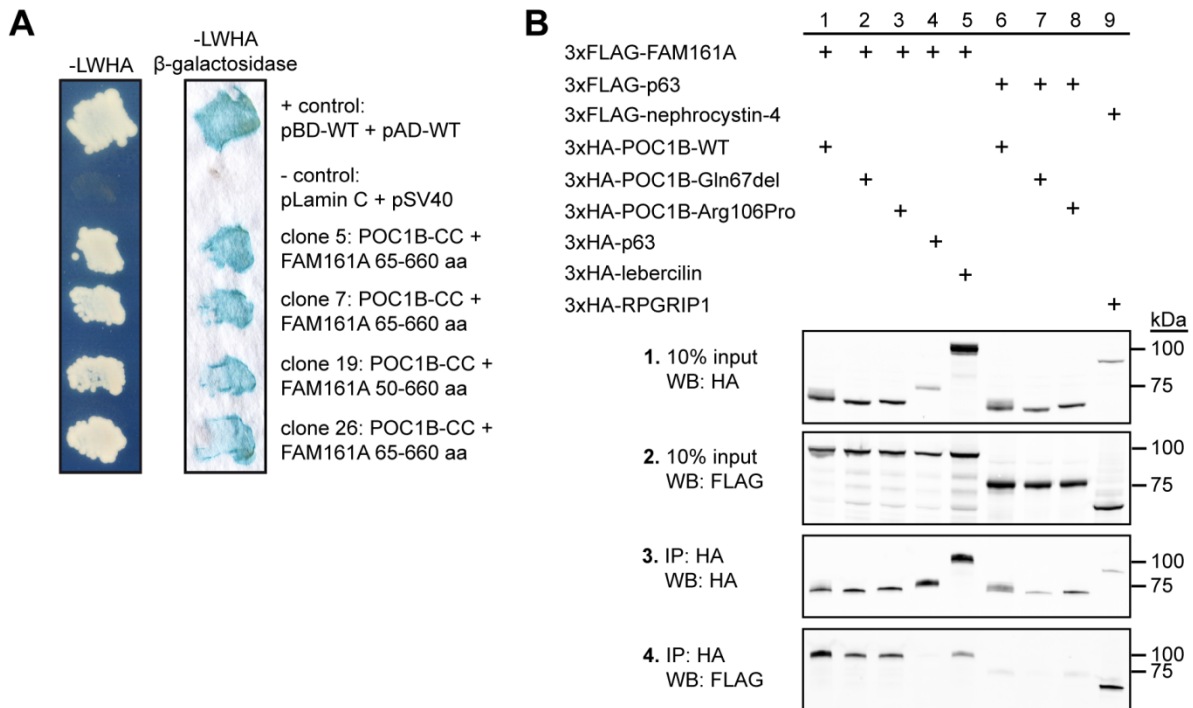 A
-LWHA
-LWHA
β-galactosidase
+ control:
pBD-WT + pAD-WT
- control:
pLamin C + pSV40
clone 5: POC1B-CC +
FAM161A 65-660 aa
clone 7: POC1B-CC +
FAM161A 65-660 aa
clone 19: POC1B-CC +
FAM161A 50-660 aa
clone 26: POC1B-CC +
FAM161A 65-660 aa
B
1 2 3 4 5 6 7 8 9
3xFLAG-FAM161A + + + + +
3xFLAG-p63 + + +
3xFLAG-nephrocystin-4 +
3xHA-POC1B-WT + +
3xHA-POC1B-Gln67del + +
3xHA-POC1B-Arg106Pro + +
3xHA-p63 +
3xHA-lebercilin +
3xHA-RPGRIP1 +
kDa
1. 10% input
WB: HA
100
75
2. 10% input
WB: FLAG
100
75
3. IP: HA
WB: HA
100
75
4. IP: HA
WB: FLAG
100
75